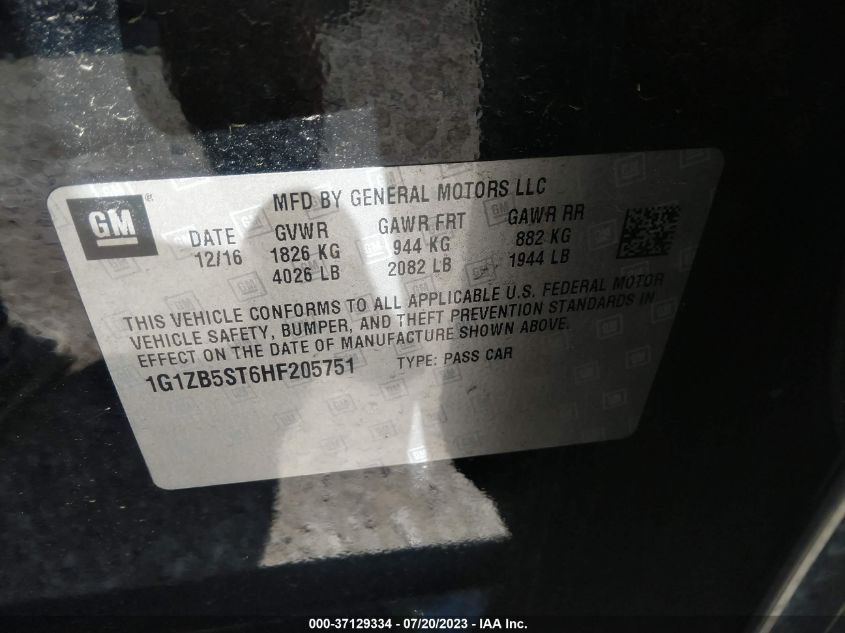 GM ®
MFD BY GENERAL MOTORS LLC
DATE GVWR GAWR FRT GAWR RR
12/16 1826 KG 944 KG 882 KG
4026 LB 2082 LB 1944 LB
THIS VEHICLE CONFORMS TO ALL APPLICABLE U.S. FEDERAL MOTOR
VEHICLE SAFETY, BUMPER, AND THEFT PREVENTION STANDARDS IN
EFFECT ON THE DATE OF MANUFACTURE SHOWN ABOVE.
1G1ZB5ST6HF205751 TYPE: PASS CAR
000-37129334 / 07/20/2023 - IAA Inc.